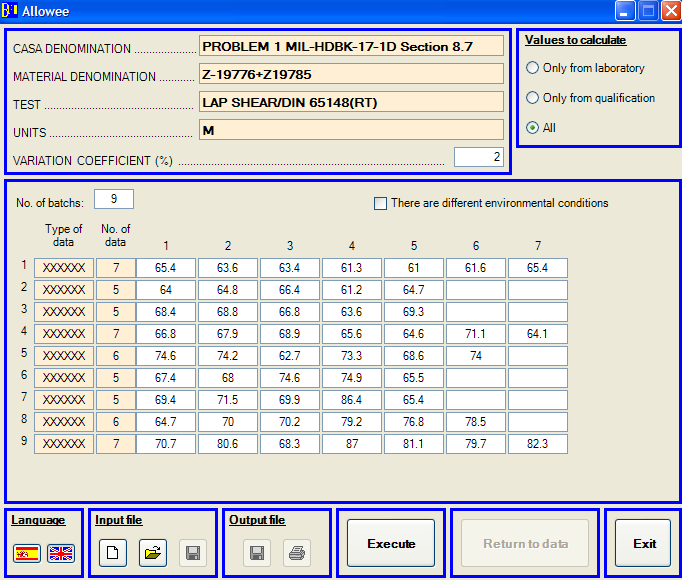 Allowee
CASA DENOMINATION .................. PROBLEM 1 MIL-HDBK-17-1D Section 8.7
MATERIAL DENOMINATION ............ Z-19776+Z19785
TEST ................................................ LAP SHEAR/DIN 65148(RT)
UNITS ................................................ M
VARIATION COEFFICIENT (%) ........................................................................................ 2
Values to calculate
Only from laboratory
Only from qualification
All
No. of batchs: 9
There are different environmental conditions
Type of data No. of data 1 2 3 4 5 6 7
1 XXXXXX 7 65.4 63.6 63.4 61.3 61 61.6 65.4
2 XXXXXX 5 64 64.8 66.4 61.2 64.7
3 XXXXXX 5 68.4 68.8 66.8 63.6 69.3
4 XXXXXX 7 66.8 67.9 68.9 65.6 64.6 71.1 64.1
5 XXXXXX 6 74.6 74.2 62.7 73.3 68.6 74
6 XXXXXX 5 67.4 68 74.6 74.9 65.5
7 XXXXXX 5 69.4 71.5 69.9 86.4 65.4
8 XXXXXX 6 64.7 70 70.2 79.2 76.8 78.5
9 XXXXXX 7 70.7 80.6 68.3 87 81.1 79.7 82.3
Language
Input file
Output file
Execute
Return to data
Exit